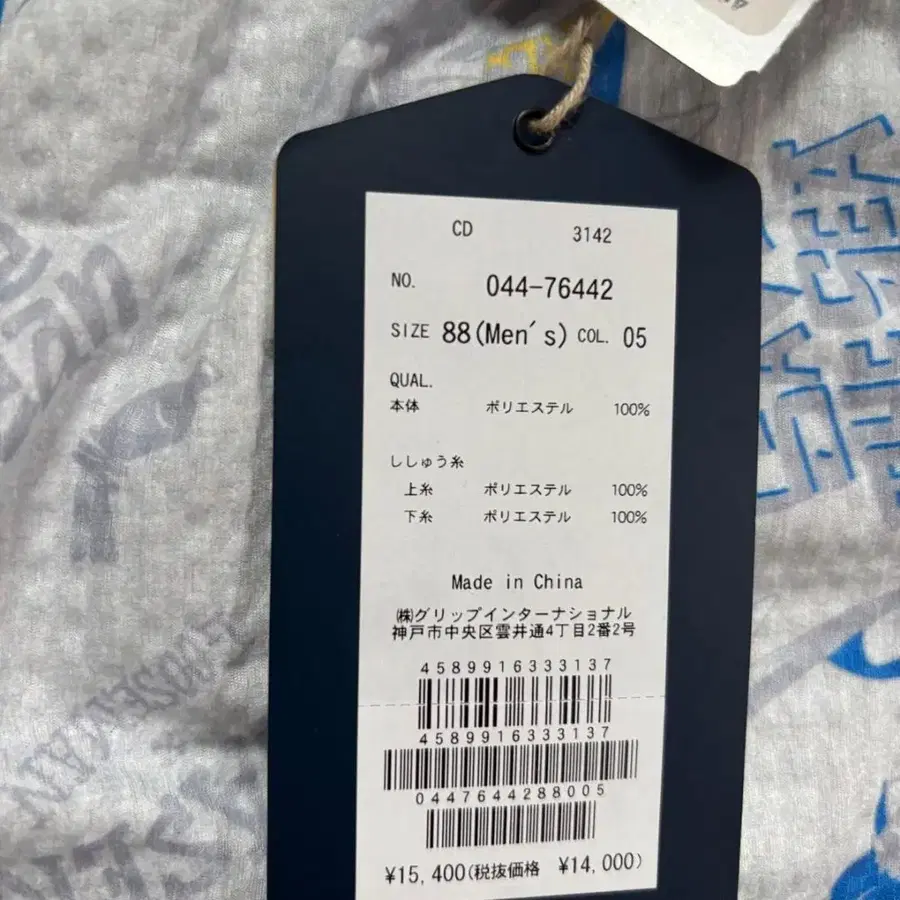 CD 3142
NO. 044-76442
SIZE 88(Men's) COL. 05
QUAL.
本体 ポリエステル 100%
ししゅう糸
上糸 ポリエステル 100%
下糸 ポリエステル 100%
Made in China
㈱グリップインターナショナル
神戸市中央区雲井通4丁目2番2号
4589916333137
4589916333137
0447644288005
¥15,400(税抜価格 ¥14,000)